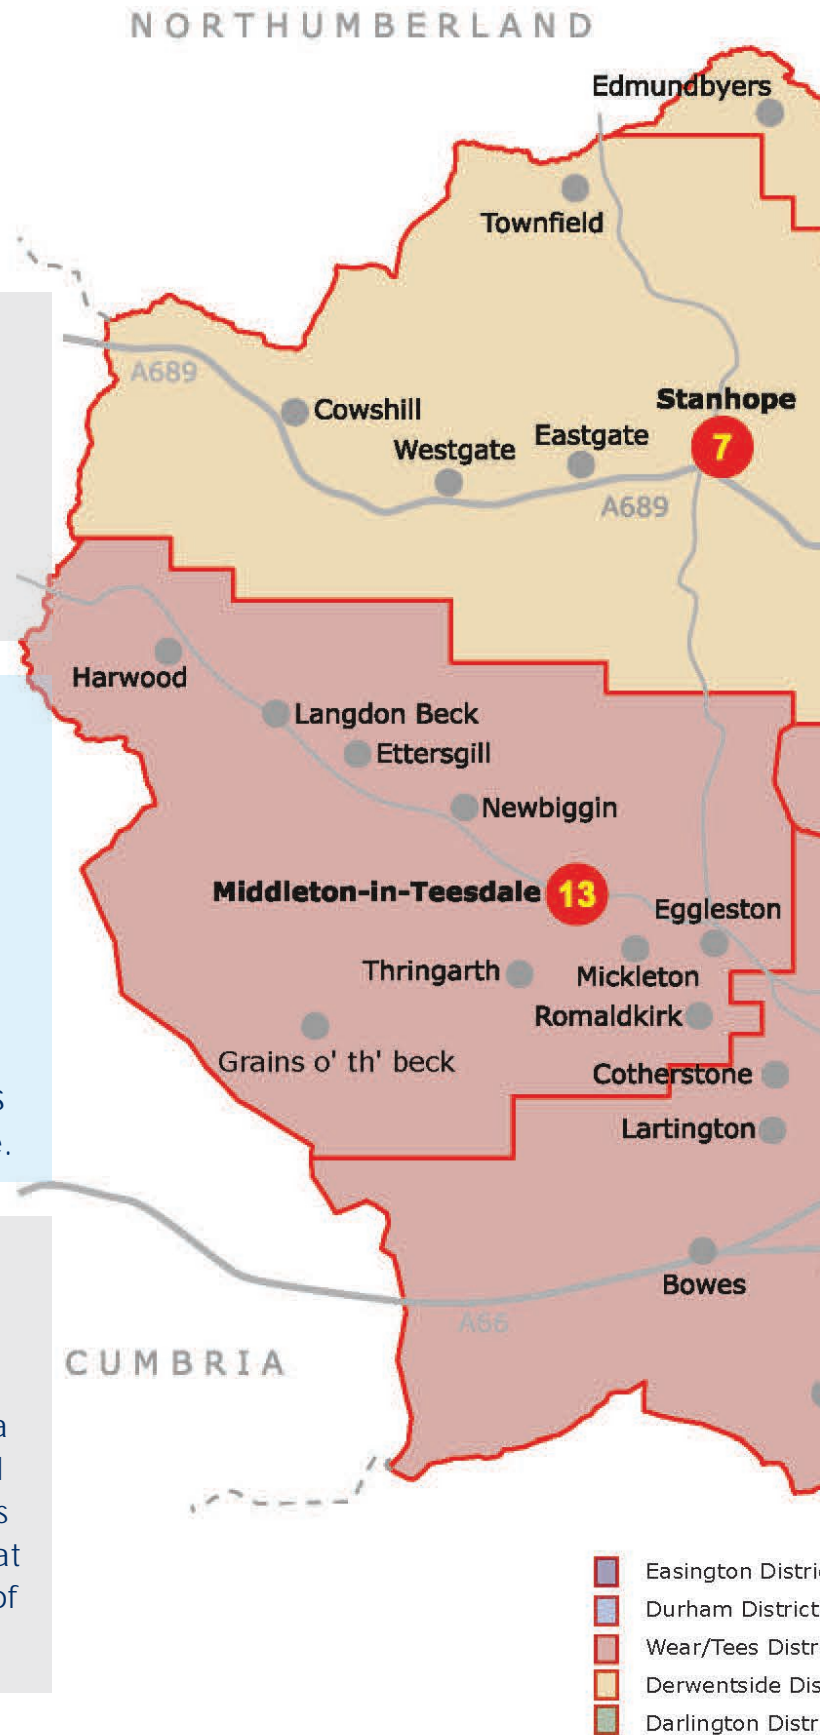 NORTHUMBERLAND
Edmundbyers
Townfield
A689
Stanhope
Cowshill
7
Eastgate
Westgate
A689
Harwood
Langdon Beck
Ettersgill
Newbiggin
Middleton-in-Teesdale
13
Eggleston
Thringarth
Mickleton
Romaldkirk
Grains o' th' beck
Cotherstone
s
e.
Lartington
Bowes
A66
CUMBRIA
a
s
at
of
Easington Distri
Durham District
Wear/Tees Distr
Derwentside Dis
Darlington Distr